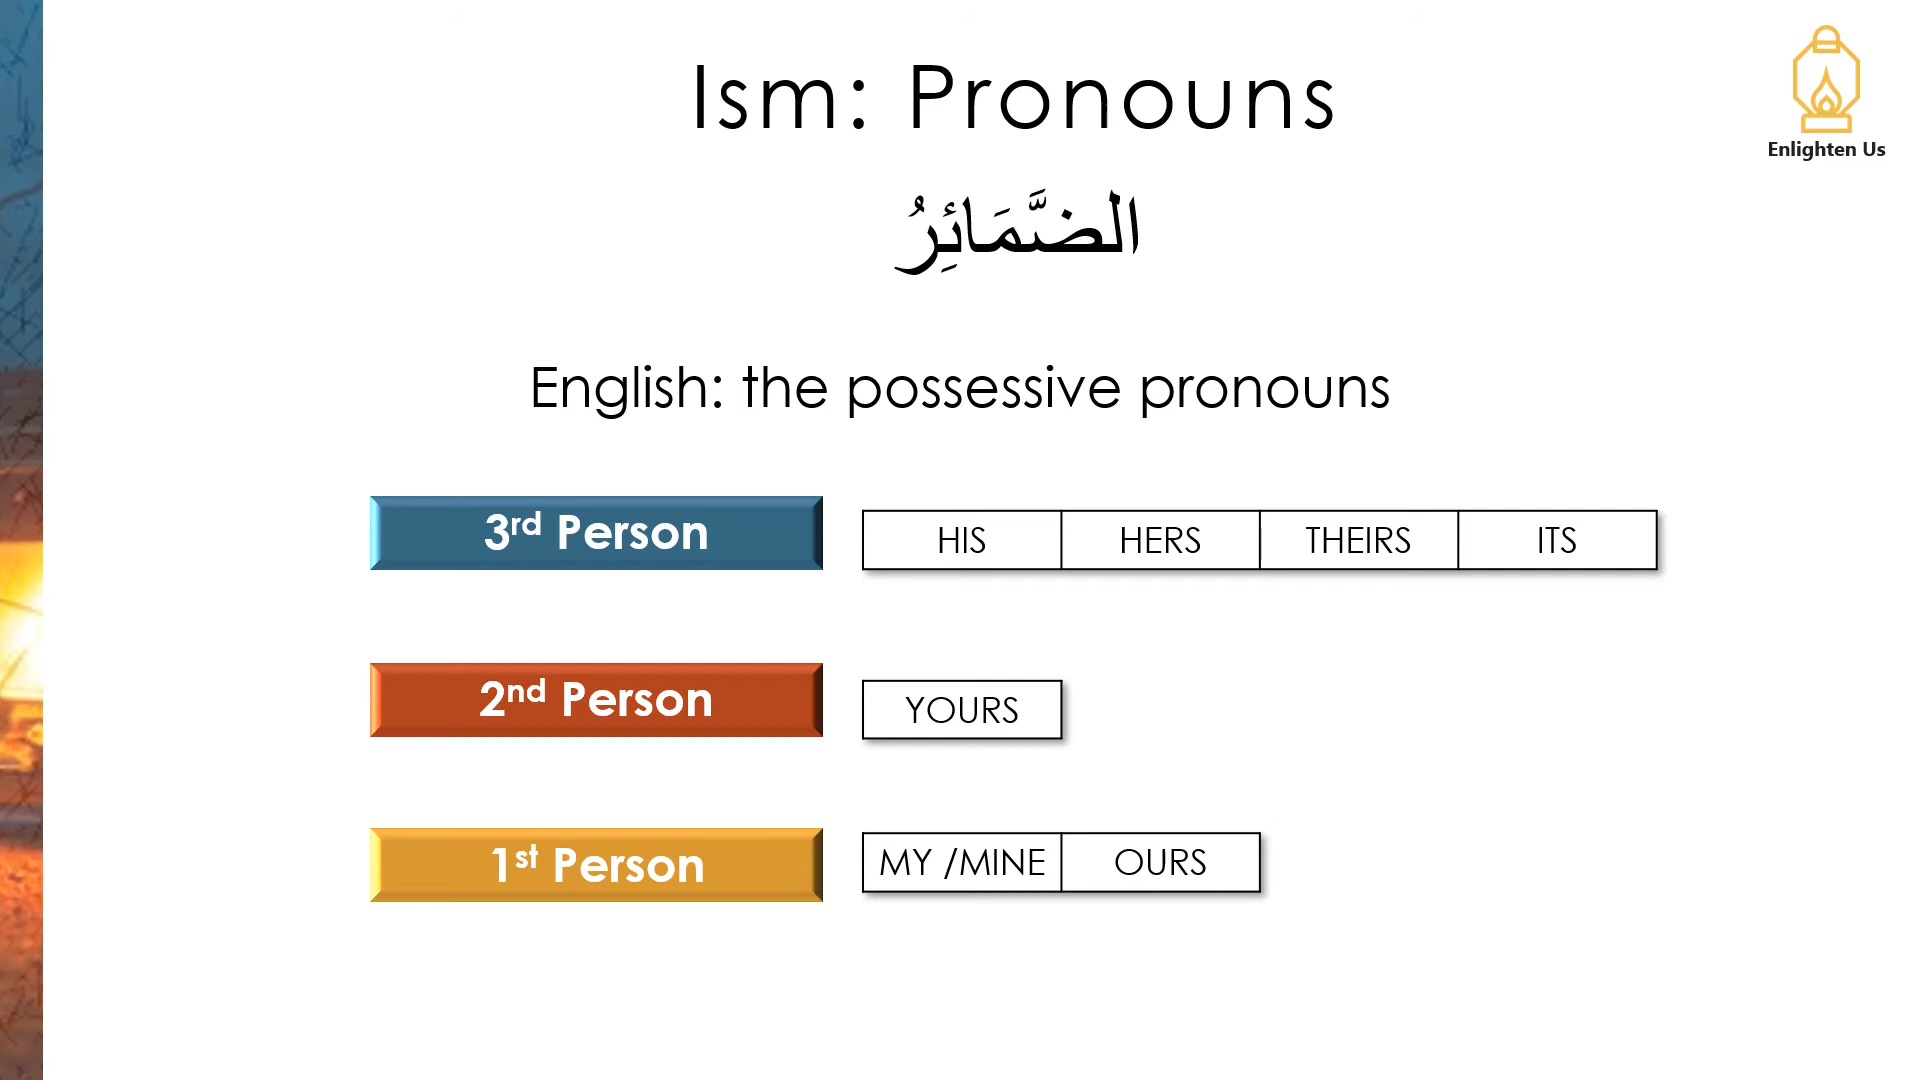 Ism: Pronouns
Enlighten Us
الضَّمَائِرُ
English: the possessive pronouns
3rd Person HIS HERS THEIRS ITS
2nd Person YOURS
1st Person MY /MINE OURS